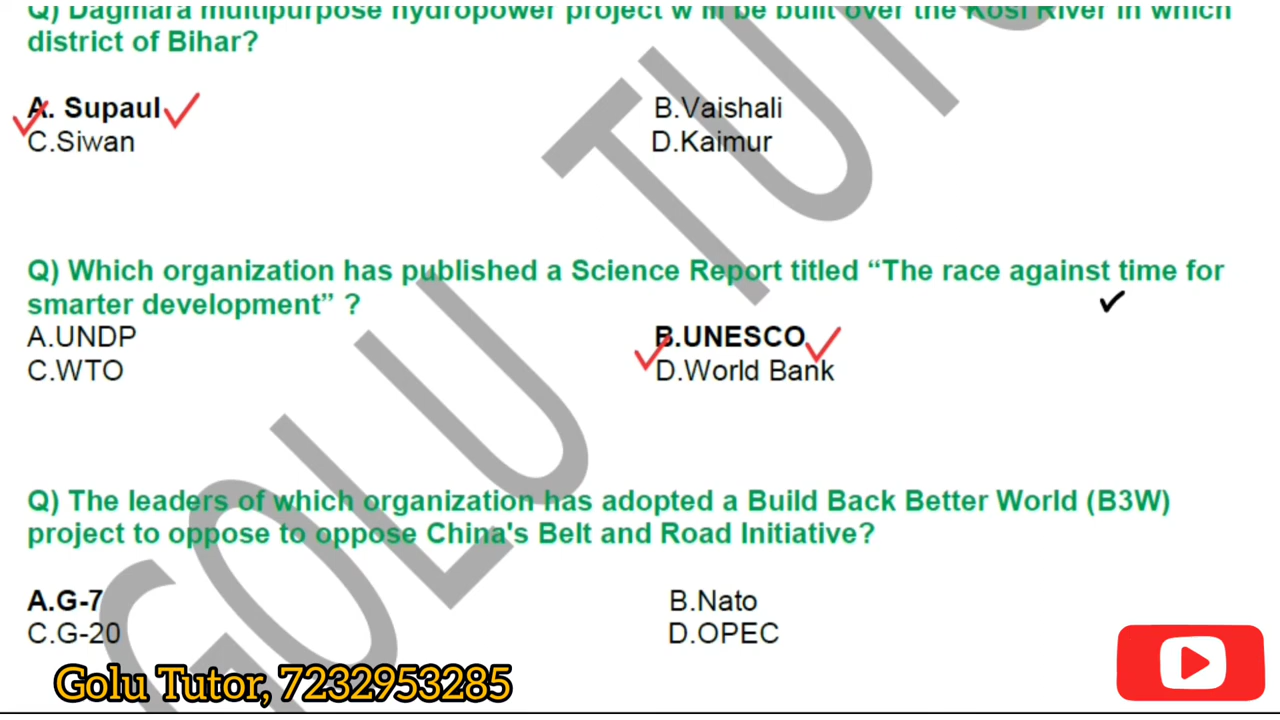 Q) Dagmara multipurpose hydropower project w ill be built over the Kosi River in which
district of Bihar?
A. Supaul
B.Vaishali
C.Siwan
D.Kaimur
Q) Which organization has published a Science Report titled “The race against time for
smarter development” ?
A.UNDP
B.UNESCO
C.WTO
D.World Bank
Q) The leaders of which organization has adopted a Build Back Better World (B3W)
project to oppose to oppose China's Belt and Road Initiative?
A.G-7
B.Nato
C.G-20
D.OPEC
GOLU TU
Golu Tutor, 7232953285